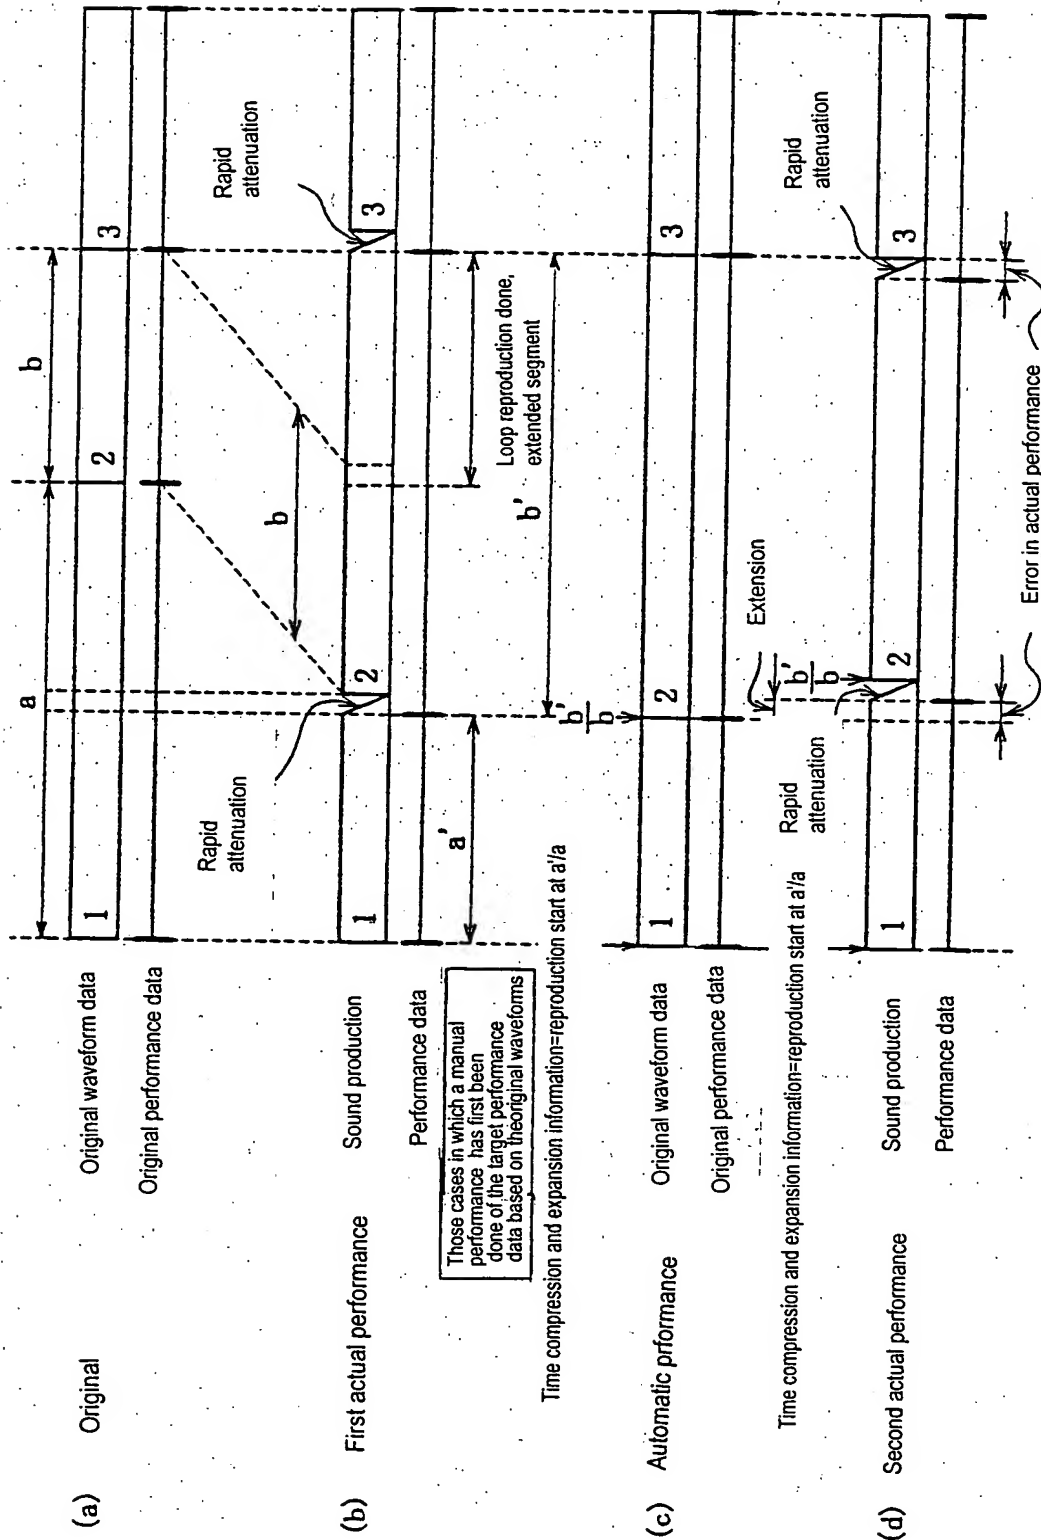 (a) Original
Original waveform data
Original performance data
1
2
3
a
b
Rapid
attenuation
Rapid
attenuation
b
(b) First actual performance
Sound production
Performance data
1
2
3
a'
Loop reproduction done,
extended segment
b'
Those cases in which a manual
performance has first been
done of the target performance
data based on theoriginal waveforms
Time compression and expansion information=reproduction start at a'/a
b'/b
(c) Automatic prformance
Original waveform data
Original performance data
1
2
3
Extension
Time compression and expansion information=reproduction start at a'/a
Rapid
attenuation
b'/b
Rapid
attenuation
(d) Second actual performance
Sound production
Performance data
1
2
3
Error in actual performance